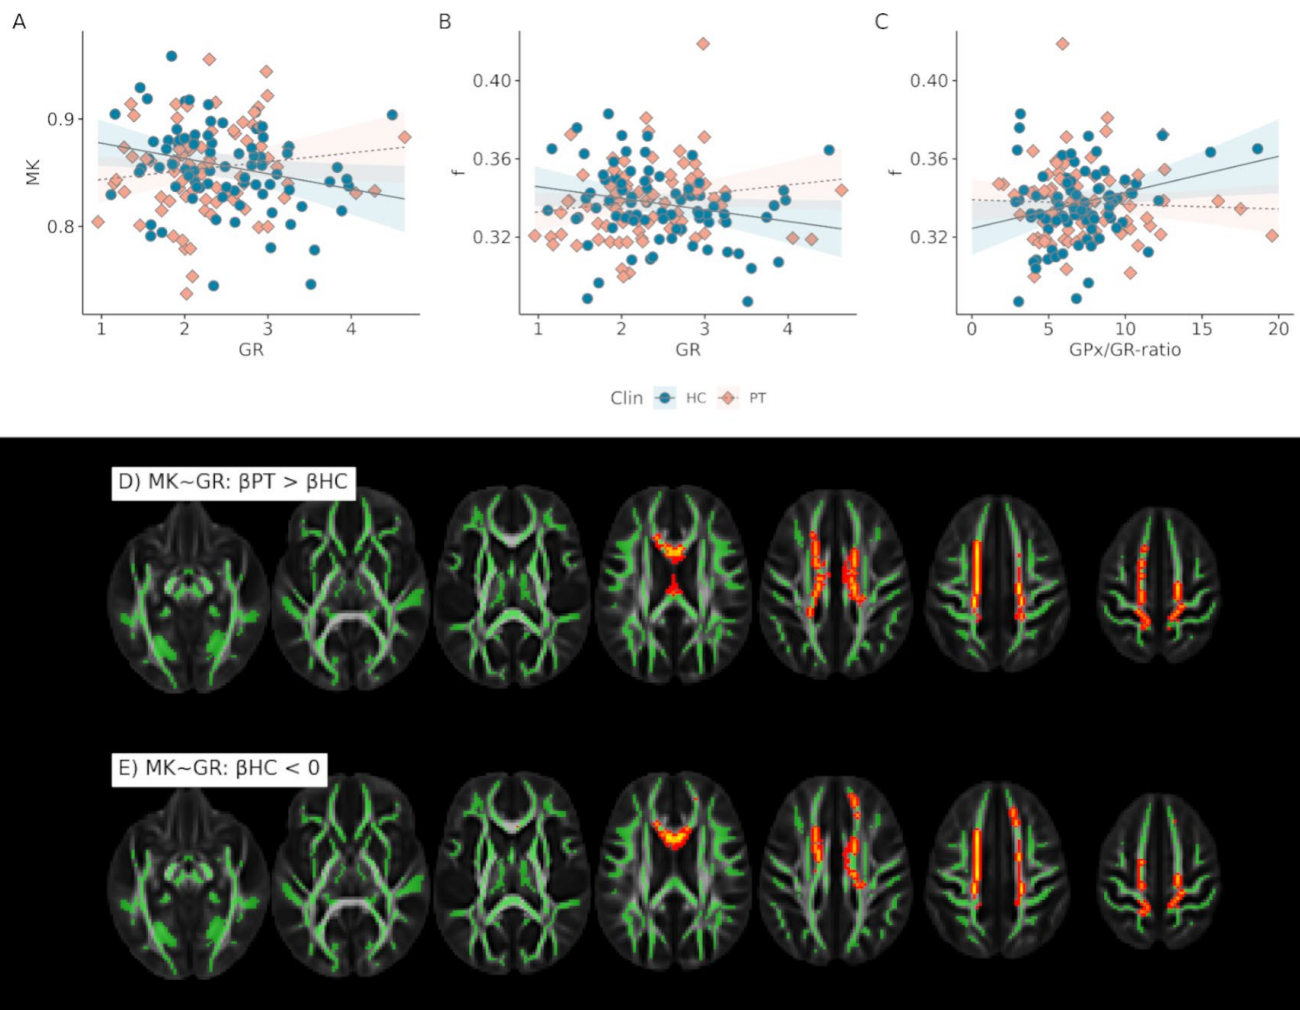 A
B
C
MK
0.9
0.8
1
2
3
4
GR
f
0.40
0.36
0.32
1
2
3
4
GR
f
0.40
0.36
0.32
0
5
10
15
20
GPx/GR-ratio
Clin
HC
PT
D) MK~GR: βPT > βHC
E) MK~GR: βHC < 0